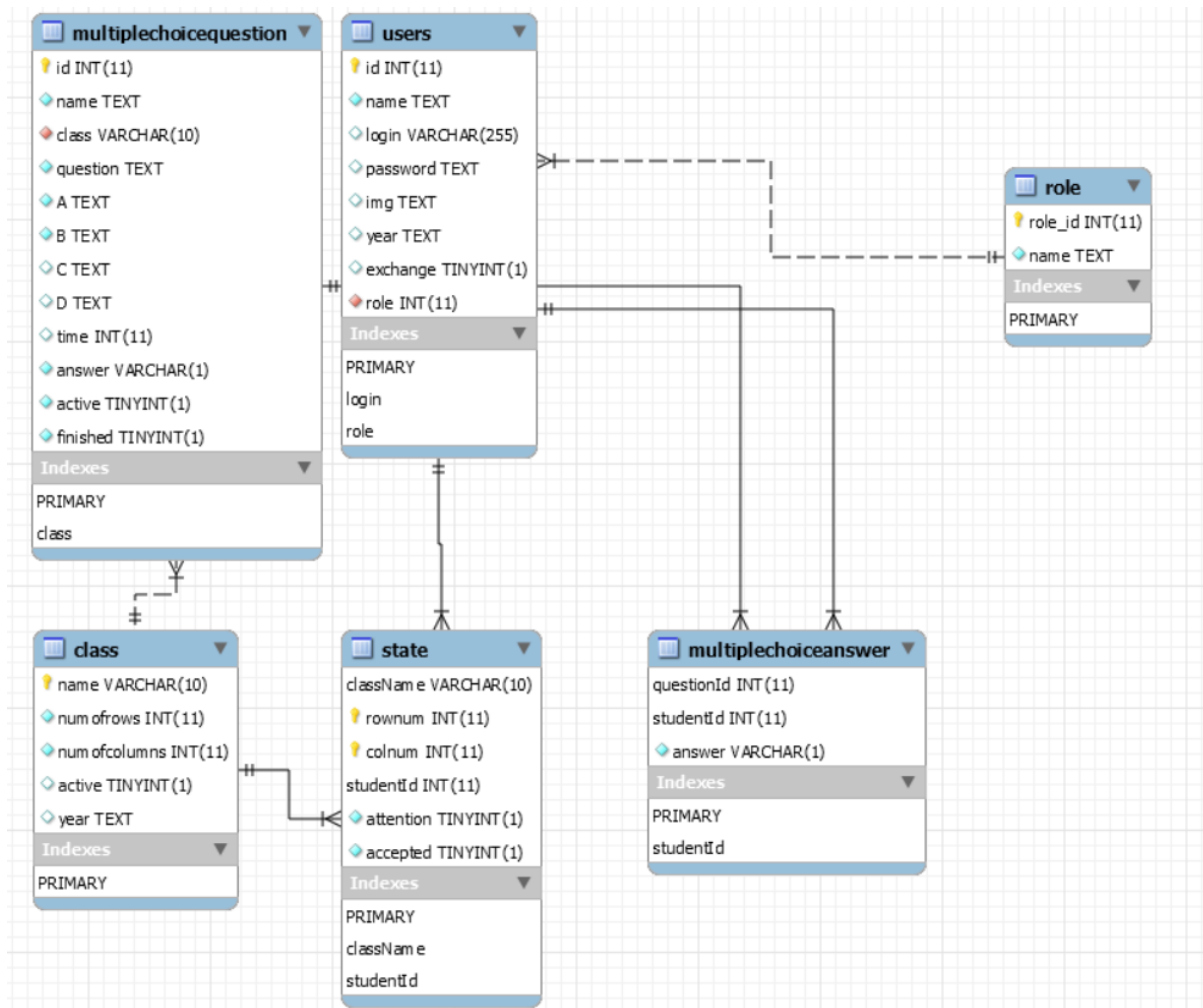 multiplechoicequestion
id INT(11)
name TEXT
class VARCHAR(10)
question TEXT
A TEXT
B TEXT
C TEXT
D TEXT
time INT(11)
answer VARCHAR(1)
active TINYINT(1)
finished TINYINT(1)
Indexes
PRIMARY
class
users
id INT(11)
name TEXT
login VARCHAR(255)
password TEXT
img TEXT
year TEXT
exchange TINYINT(1)
role INT(11)
Indexes
PRIMARY
login
role
role
role_id INT(11)
name TEXT
Indexes
PRIMARY
class
name VARCHAR(10)
numofrows INT(11)
numofcolumns INT(11)
active TINYINT(1)
year TEXT
Indexes
PRIMARY
state
className VARCHAR(10)
rownum INT(11)
colnum INT(11)
studentId INT(11)
attention TINYINT(1)
accepted TINYINT(1)
Indexes
PRIMARY
className
studentId
multiplechoiceanswer
questionId INT(11)
studentId INT(11)
answer VARCHAR(1)
Indexes
PRIMARY
studentId